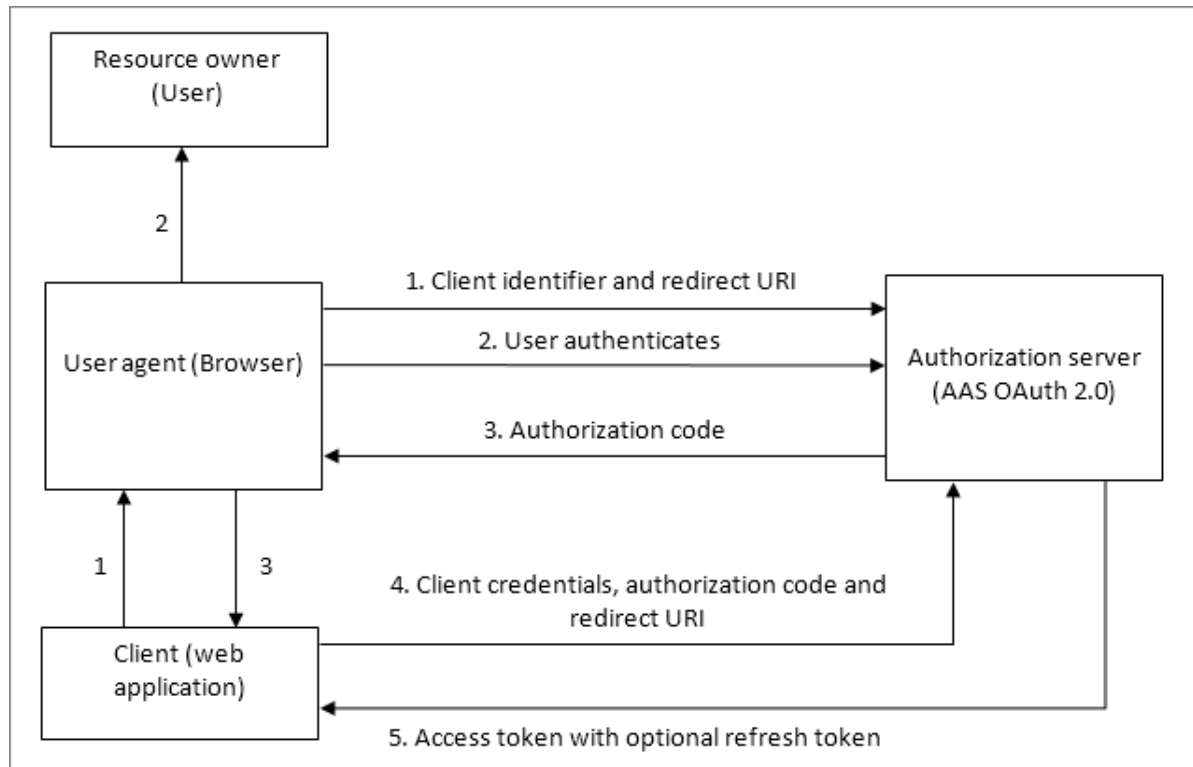 Resource owner
(User)
2
1. Client identifier and redirect URI
2. User authenticates
User agent (Browser)
Authorization server
(AAS OAuth 2.0)
3. Authorization code
1
3
4. Client credentials, authorization code and
redirect URI
Client (web
application)
5. Access token with optional refresh token